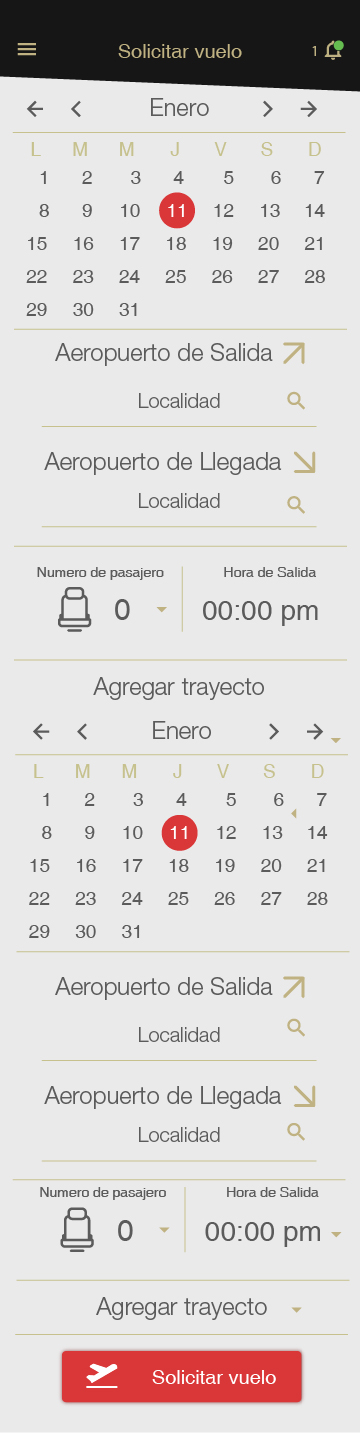 Solicitar vuelo 1
Enero
L M M J V S D
1 2 3 4 5 6 7
8 9 10 11 12 13 14
15 16 17 18 19 20 21
22 23 24 25 26 27 28
29 30 31
Aeropuerto de Salida
Localidad
Aeropuerto de Llegada
Localidad
Numero de pasajero Hora de Salida
0 00:00 pm
Agregar trayecto
Enero
L M M J V S D
1 2 3 4 5 6 7
8 9 10 11 12 13 14
15 16 17 18 19 20 21
22 23 24 25 26 27 28
29 30 31
Aeropuerto de Salida
Localidad
Aeropuerto de Llegada
Localidad
Numero de pasajero Hora de Salida
0 00:00 pm
Agregar trayecto
Solicitar vuelo